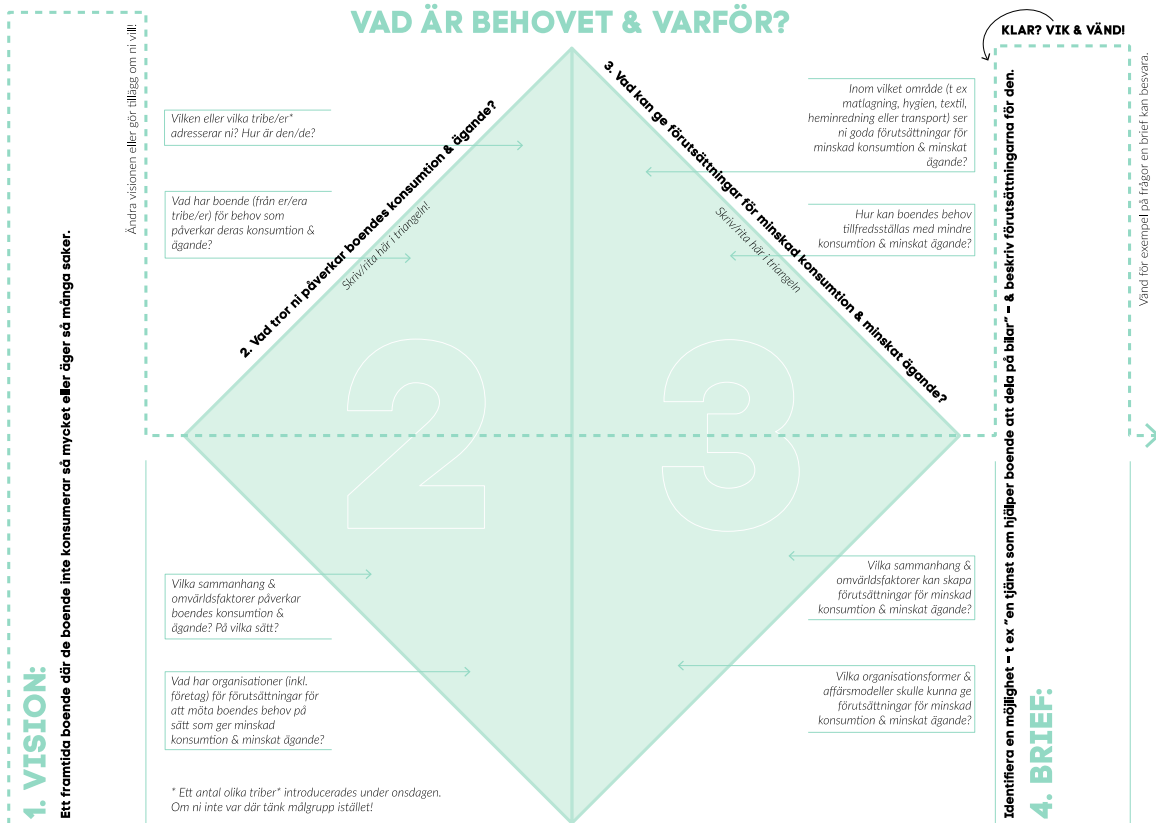 VAD ÄR BEHOVET & VARFÖR?
KLAR? VIK & VÄND!
1. VISION:
Ett framtida boende där de boende inte konsumerar så mycket eller äger så många saker.
Ändra visionen eller gör tillägg om ni vill!
2. Vad tror ni påverkar boendes konsumtion & ägande?
Skriv/rita här i triangeln!
Vilken eller vilka tribe/er*
adresserar ni? Hur är den/de?
Vad har boende (från er/era
tribe/er) för behov som
påverkar deras konsumtion &
ägande?
2
Vilka sammanhang &
omvärldsfaktorer påverkar
boendes konsumtion &
ägande? På vilka sätt?
Vad har organisationer (inkl.
företag) för förutsättningar för
att möta boendes behov på
sätt som ger minskad
konsumtion & minskat ägande?
* Ett antal olika triber* introducerades under onsdagen.
Om ni inte var där tänk målgrupp istället!
3. Vad kan ge förutsättningar för minskad konsumtion & minskat ägande?
Skriv/rita här i triangeln
Inom vilket område (t ex
matlagning, hygien, textil,
heminredning eller transport) ser
ni goda förutsättningar för
minskad konsumtion & minskat
ägande?
Hur kan boendes behov
tillfredsställas med mindre
konsumtion & minskat ägande?
3
Vilka sammanhang &
omvärldsfaktorer kan skapa
förutsättningar för minskad
konsumtion & minskat ägande?
Vilka organisationsformer &
affärsmodeller skulle kunna ge
förutsättningar för minskad
konsumtion & minskat ägande?
4. BRIEF:
Identifiera en möjlighet – t ex ”en tjänst som hjälper boende att dela på bilar” – & beskriv förutsättningarna för den.
Vänd för exempel på frågor en brief kan besvara.